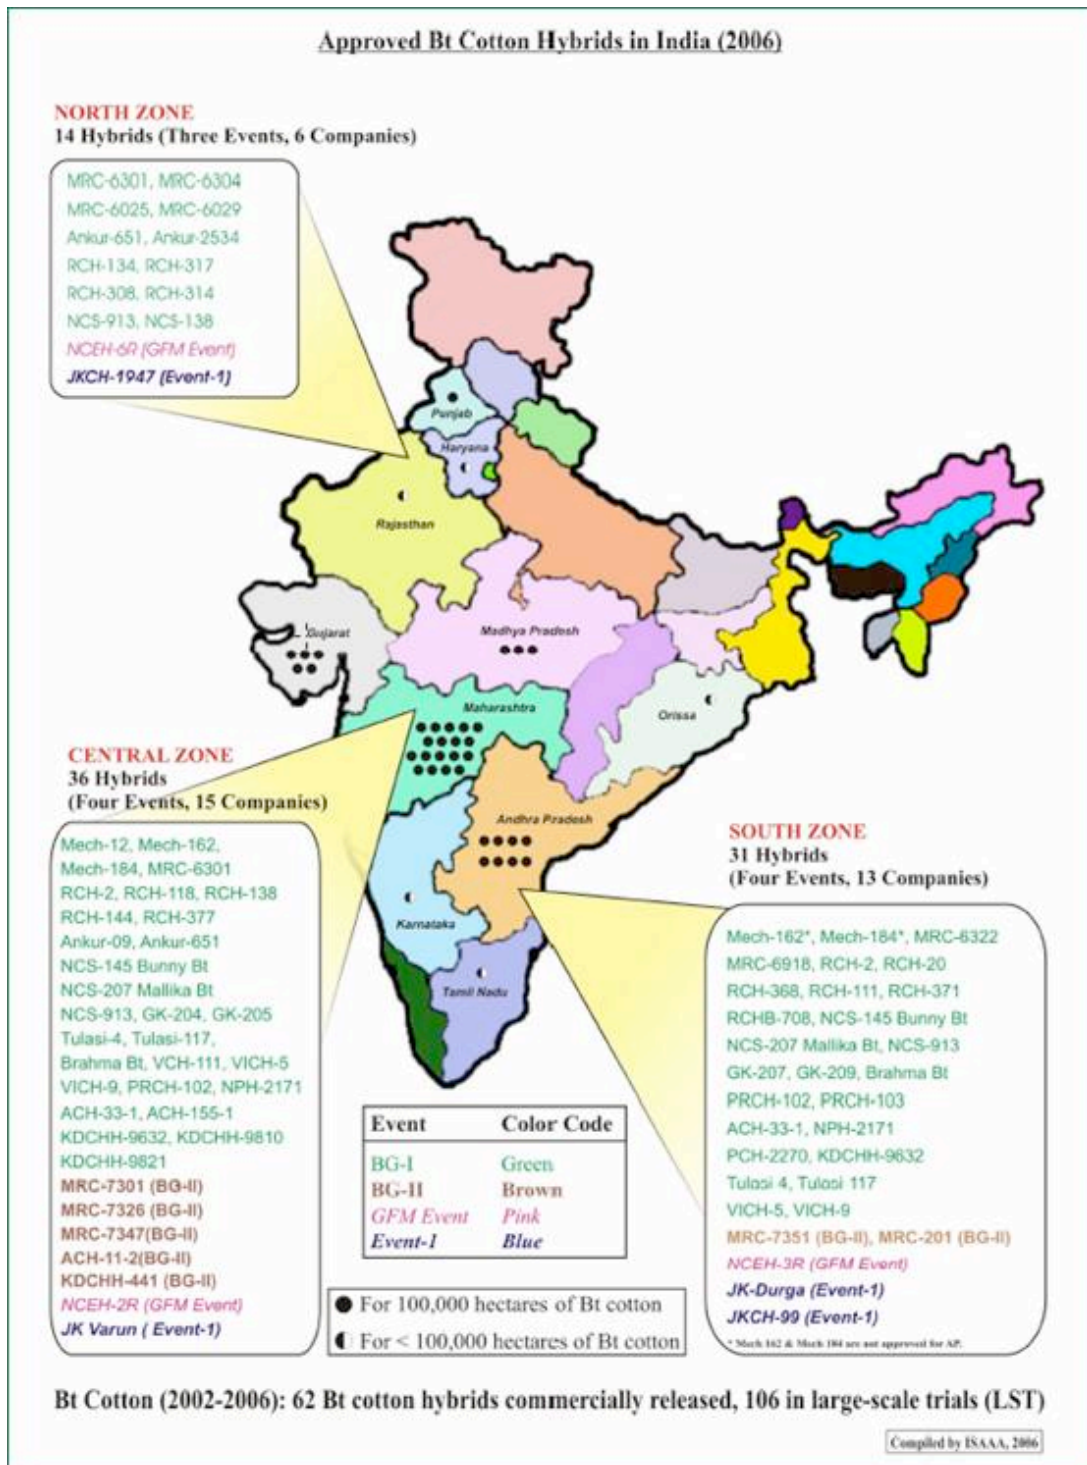 Approved Bt Cotton Hybrids in India (2006)
NORTH ZONE
14 Hybrids (Three Events, 6 Companies)
MRC-6301, MRC-6304
MRC-6025, MRC-6029
Ankur-651, Ankur-2534
RCH-134, RCH-317
RCH-308, RCH-314
NCS-913, NCS-138
NCEH-6R (GFM Event)
JKCH-1947 (Event-1)
Punjab
Haryana
Rajasthan
Gujarat
Madhya Pradesh
Maharashtra
Orissa
Andhra Pradesh
Karnataka
Tamil Nadu
CENTRAL ZONE
36 Hybrids
(Four Events, 15 Companies)
Mech-12, Mech-162,
Mech-184, MRC-6301
RCH-2, RCH-118, RCH-138
RCH-144, RCH-377
Ankur-09, Ankur-651
NCS-145 Bunny Bt
NCS-207 Mallika Bt
NCS-913, GK-204, GK-205
Tulasi-4, Tulasi-117,
Brahma Bt, VCH-111, VICH-5
VICH-9, PRCH-102, NPH-2171
ACH-33-1, ACH-155-1
KDCHH-9632, KDCHH-9810
KDCHH-9821
MRC-7301 (BG-II)
MRC-7326 (BG-II)
MRC-7347(BG-II)
ACH-11-2(BG-II)
KDCHH-441 (BG-II)
NCEH-2R (GFM Event)
JK Varun ( Event-1)
SOUTH ZONE
31 Hybrids
(Four Events, 13 Companies)
Mech-162*, Mech-184*, MRC-6322
MRC-6918, RCH-2, RCH-20
RCH-368, RCH-111, RCH-371
RCHB-708, NCS-145 Bunny Bt
NCS-207 Mallika Bt, NCS-913
GK-207, GK-209, Brahma Bt
PRCH-102, PRCH-103
ACH-33-1, NPH-2171
PCH-2270, KDCHH-9632
Tulasi 4, Tulasi 117
VICH-5, VICH-9
MRC-7351 (BG-II), MRC-201 (BG-II)
NCEH-3R (GFM Event)
JK-Durga (Event-1)
JKCH-99 (Event-1)
* Mech 162 & Mech 184 are not approved for AP.
Event Color Code
BG-I Green
BG-II Brown
GFM Event Pink
Event-1 Blue
For 100,000 hectares of Bt cotton
For < 100,000 hectares of Bt cotton
Bt Cotton (2002-2006): 62 Bt cotton hybrids commercially released, 106 in large-scale trials (LST)
Compiled by ISAAA, 2006